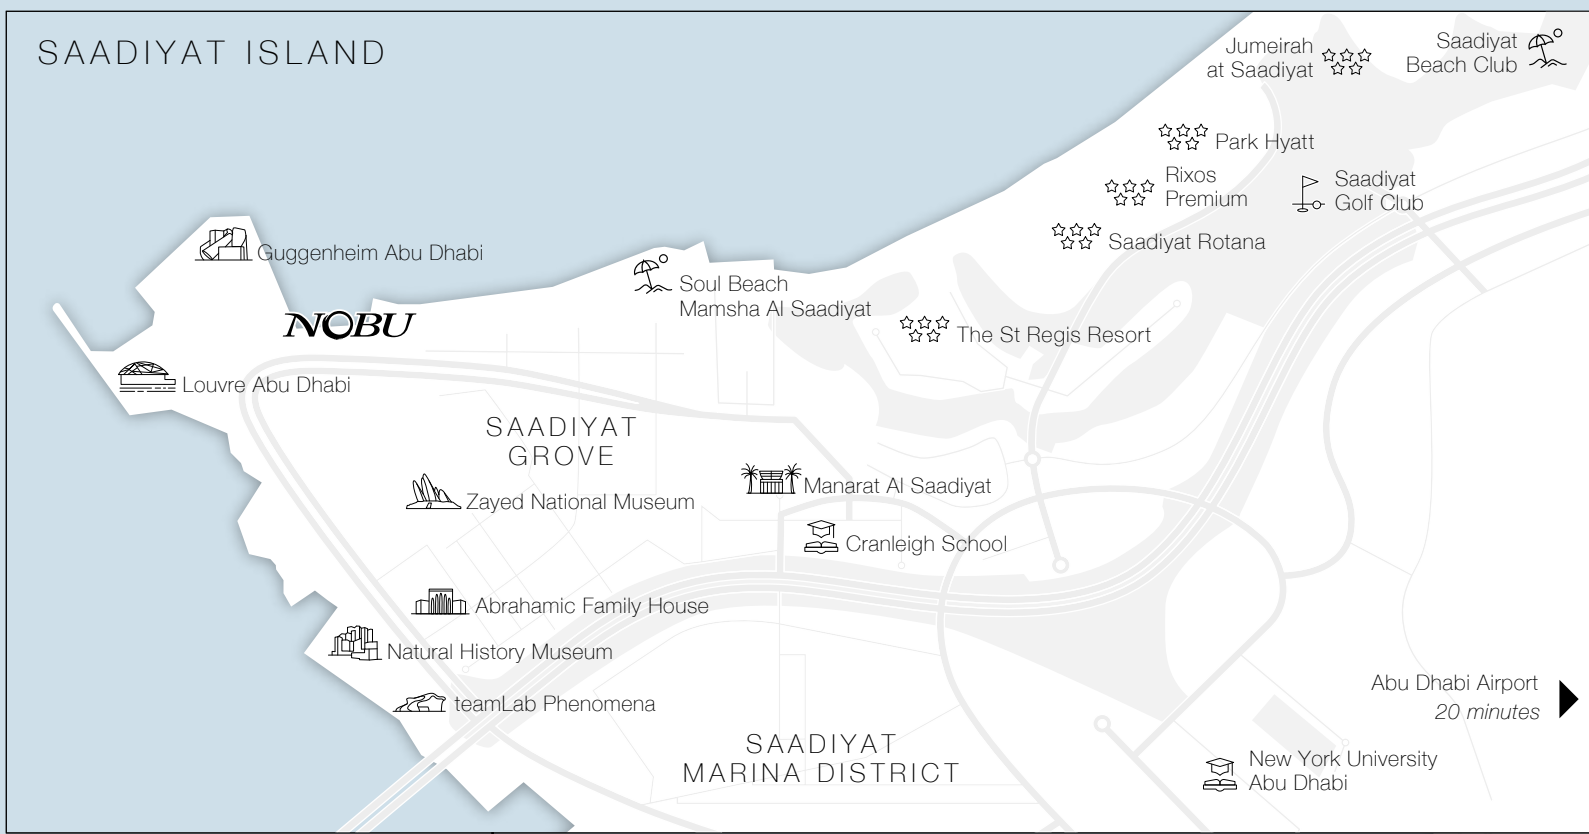 SAADIYAT ISLAND
Jumeirah
at Saadiyat
Saadiyat
Beach Club
Park Hyatt
Rixos
Premium
Saadiyat
Golf Club
Saadiyat Rotana
Guggenheim Abu Dhabi
Soul Beach
Mamsha Al Saadiyat
NOBU
The St Regis Resort
Louvre Abu Dhabi
SAADIYAT
GROVE
Zayed National Museum
Manarat Al Saadiyat
Cranleigh School
Abrahamic Family House
Natural History Museum
teamLab Phenomena
Abu Dhabi Airport
20 minutes
SAADIYAT
MARINA DISTRICT
New York University
Abu Dhabi